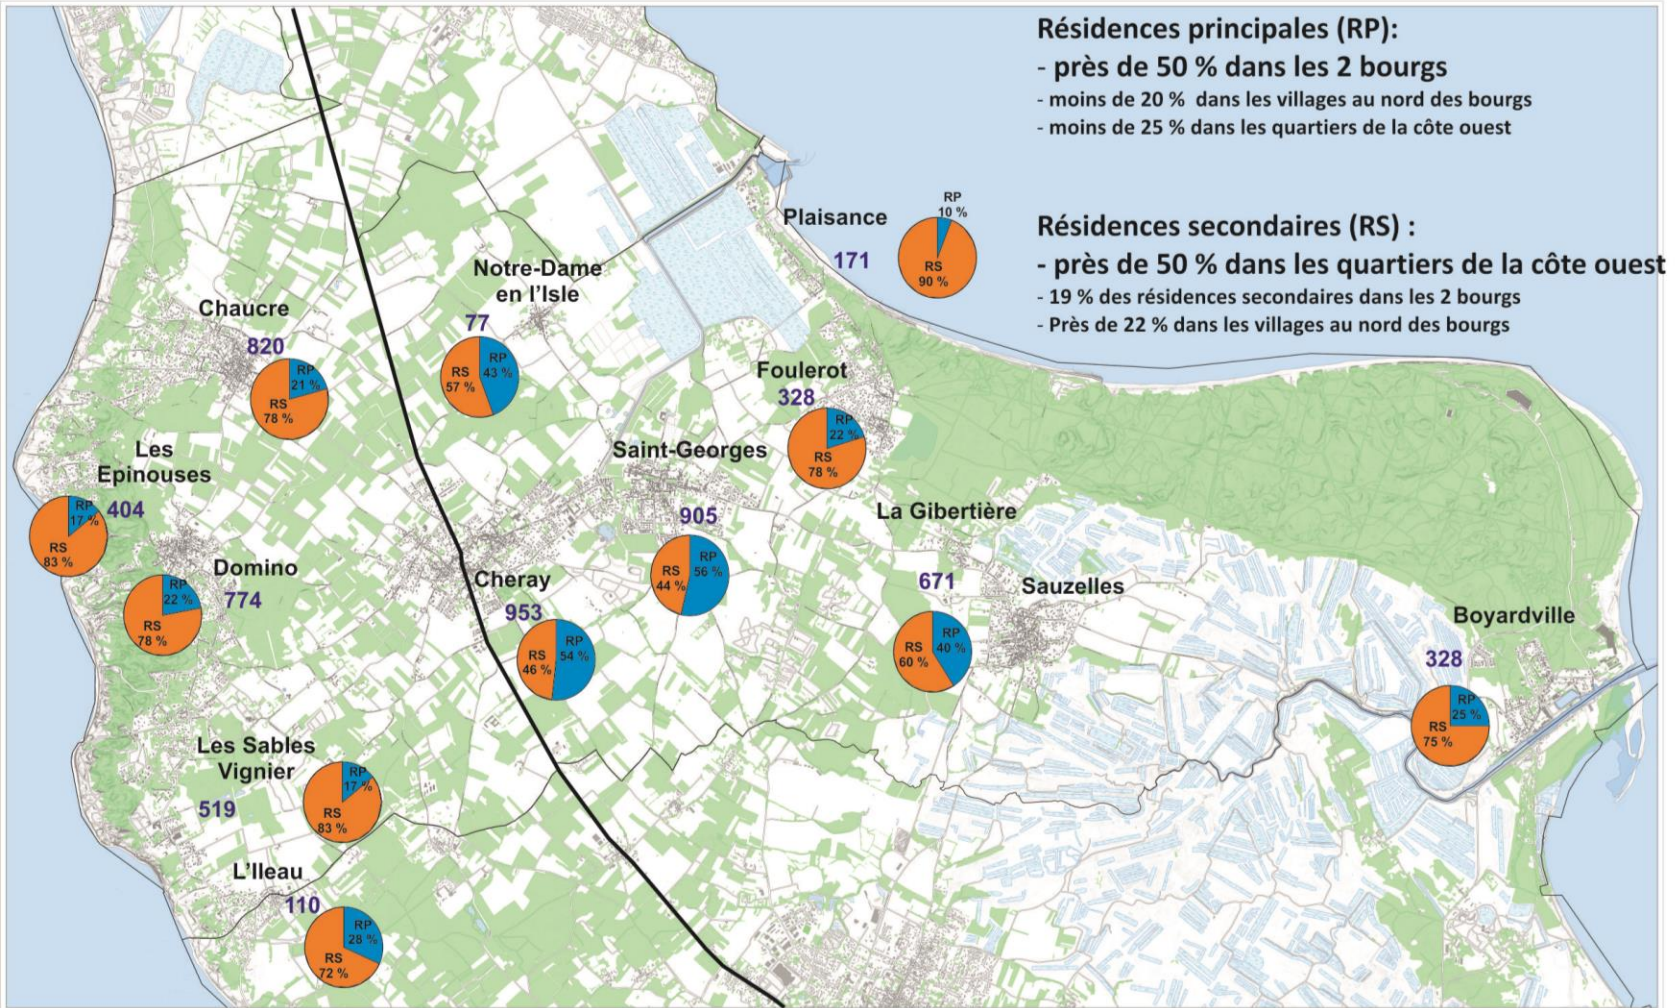 Résidences principales (RP):
- près de 50 % dans les 2 bourgs
- moins de 20 % dans les villages au nord des bourgs
- moins de 25 % dans les quartiers de la côte ouest
Résidences secondaires (RS) :
- près de 50 % dans les quartiers de la côte ouest
- 19 % des résidences secondaires dans les 2 bourgs
- Près de 22 % dans les villages au nord des bourgs
Plaisance
171
RP
10 %
RS
90 %
Notre-Dame
en l'Isle
77
RP
43 %
RS
57 %
Chaucre
820
RP
21 %
RS
78 %
Foulerot
328
RP
22 %
RS
78 %
Les
Epinouses
404
RP
17 %
RS
83 %
Saint-Georges
905
RP
56 %
RS
44 %
Domino
774
RP
22 %
RS
78 %
Cheray
953
RP
54 %
RS
46 %
La Gibertière
671
Sauzelles
RP
40 %
RS
60 %
Boyardville
328
RP
25 %
RS
75 %
Les Sables
Vignier
519
RP
17 %
RS
83 %
L'Ileau
110
RP
28 %
RS
72 %